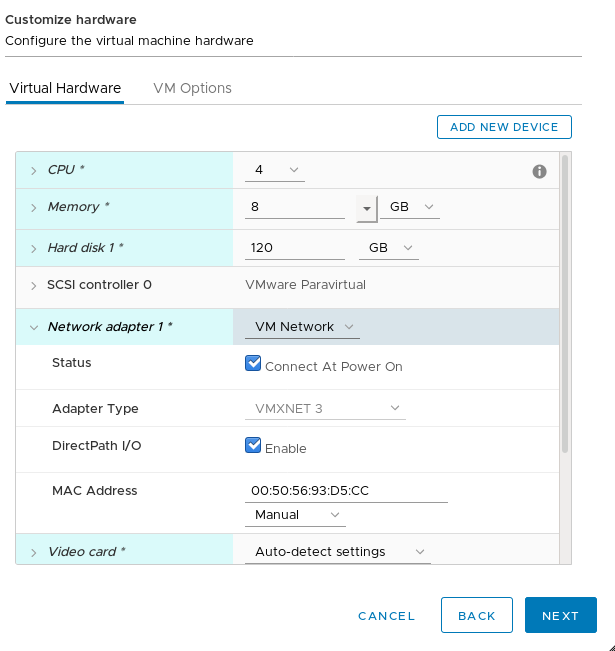 Customize hardware
Configure the virtual machine hardware
Virtual Hardware VM Options
ADD NEW DEVICE
CPU * 4
Memory * 8 GB
Hard disk 1 * 120 GB
SCSI controller 0 VMware Paravirtual
Network adapter 1 * VM Network
Status Connect At Power On
Adapter Type VMXNET 3
DirectPath I/O Enable
MAC Address 00:50:56:93:D5:CC
Manual
Video card * Auto-detect settings
CANCEL BACK NEXT